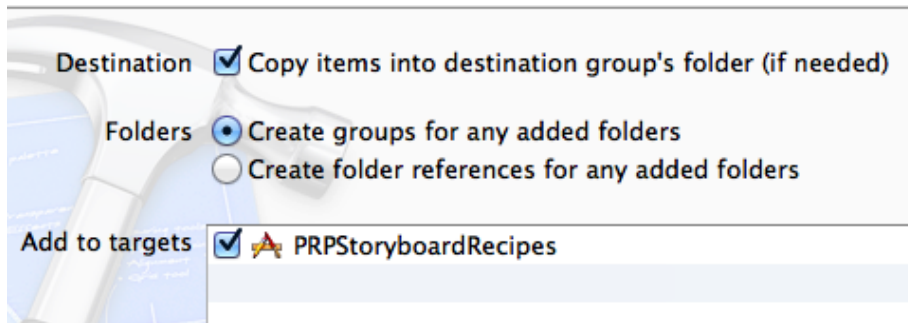 Destination Copy items into destination group's folder (if needed)
Folders Create groups for any added folders
Create folder references for any added folders
Add to targets PRPStoryboardRecipes